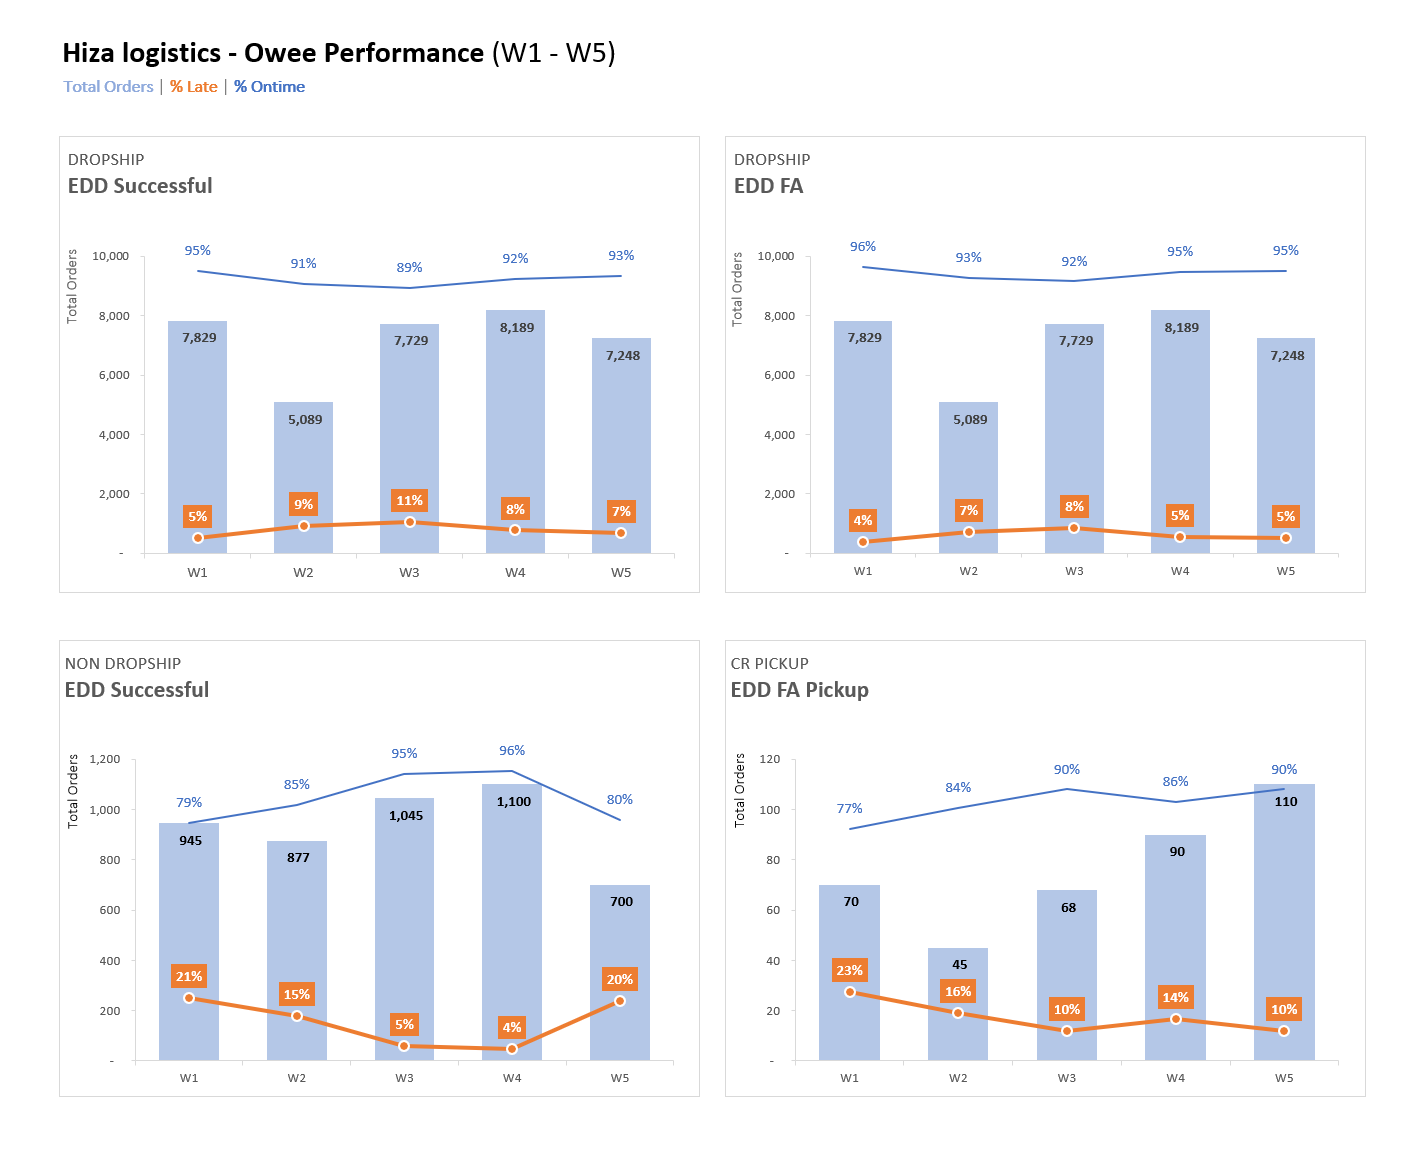 Hiza logistics - Owee Performance (W1 - W5)
Total Orders | % Late | % Ontime
DROPSHIP
EDD Successful
Total Orders
10,000
8,000
6,000
4,000
2,000
-
95%
91%
89%
92%
93%
7,829
5,089
7,729
8,189
7,248
5%
9%
11%
8%
7%
W1
W2
W3
W4
W5
DROPSHIP
EDD FA
Total Orders
10,000
8,000
6,000
4,000
2,000
-
96%
93%
92%
95%
95%
7,829
5,089
7,729
8,189
7,248
4%
7%
8%
5%
5%
W1
W2
W3
W4
W5
NON DROPSHIP
EDD Successful
Total Orders
1,200
1,000
800
600
400
200
-
79%
85%
95%
96%
80%
945
877
1,045
1,100
700
21%
15%
5%
4%
20%
W1
W2
W3
W4
W5
CR PICKUP
EDD FA Pickup
Total Orders
120
100
80
60
40
20
-
77%
84%
90%
86%
90%
70
45
68
90
110
23%
16%
10%
14%
10%
W1
W2
W3
W4
W5